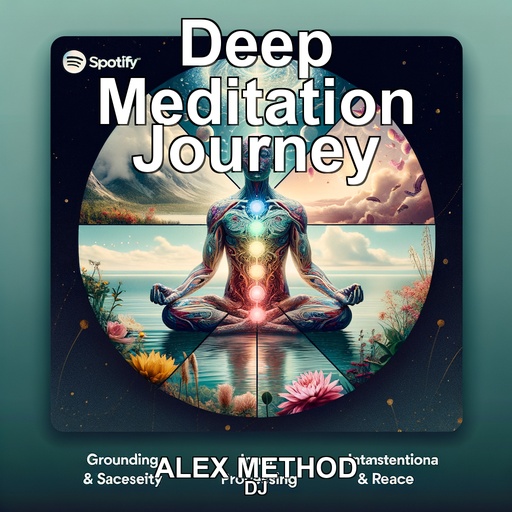 Deep
Spotify
Meditation
Journey
Grounding
ALEX METHOD
Intanstentiona
& Saceseity
& Reace
DJ